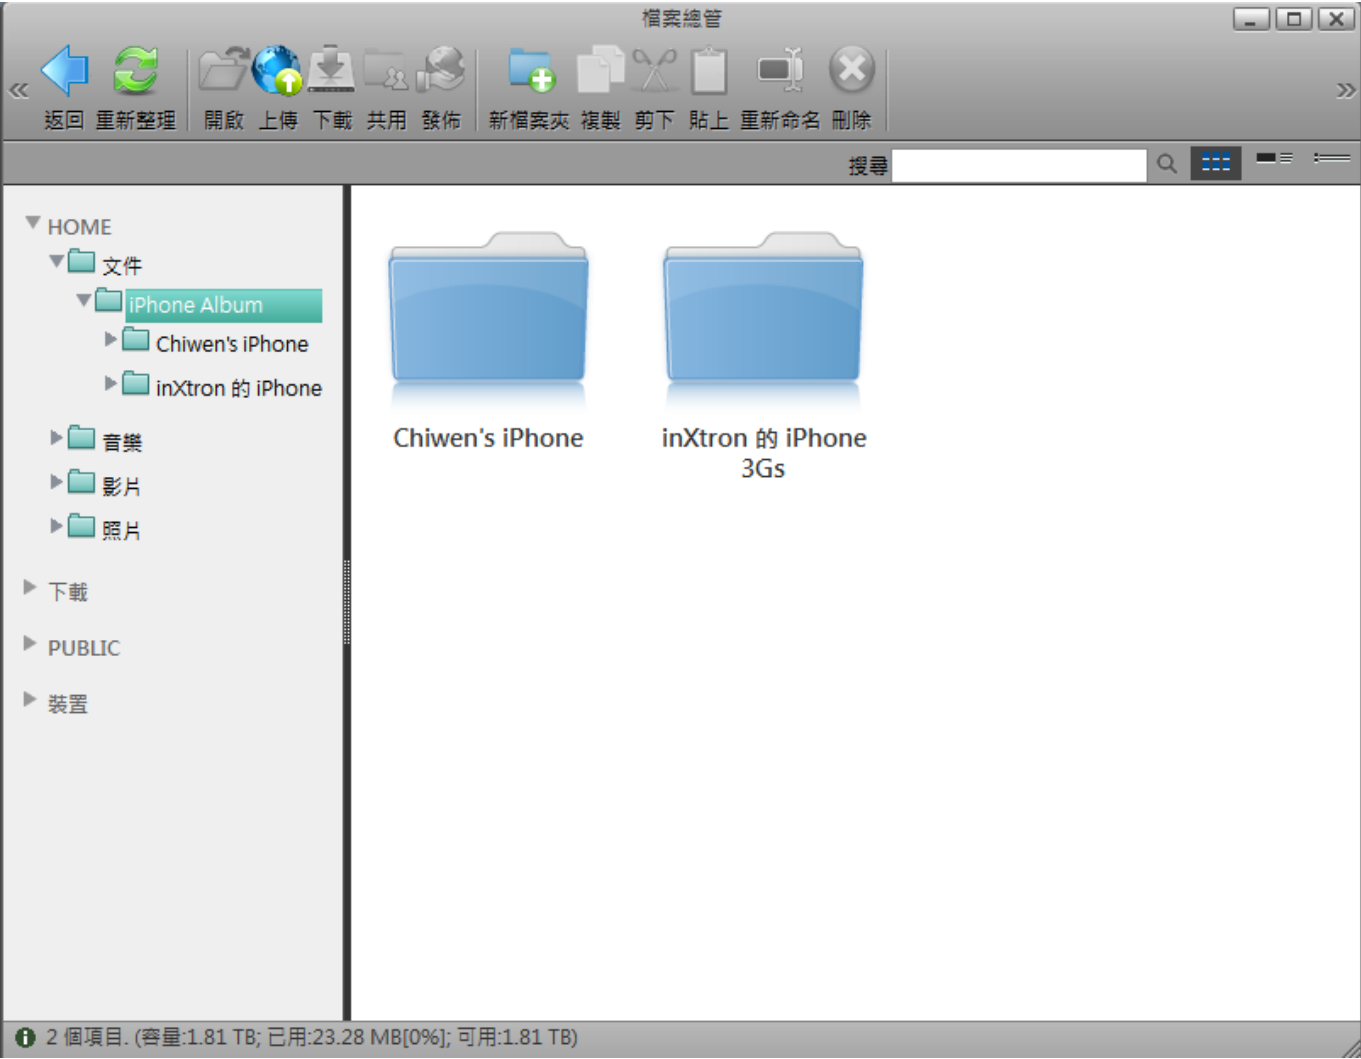 檔案總管
返回 重新整理 開啟 上傳 下載 共用 發佈 新檔案夾 複製 剪下 貼上 重新命名 刪除
搜尋
HOME
文件
iPhone Album
Chiwen's iPhone
inXtron 的 iPhone
音樂
影片
照片
下載
PUBLIC
裝置
Chiwen's iPhone
inXtron 的 iPhone
3Gs
2 個項目. (容量:1.81 TB; 已用:23.28 MB[0%]; 可用:1.81 TB)